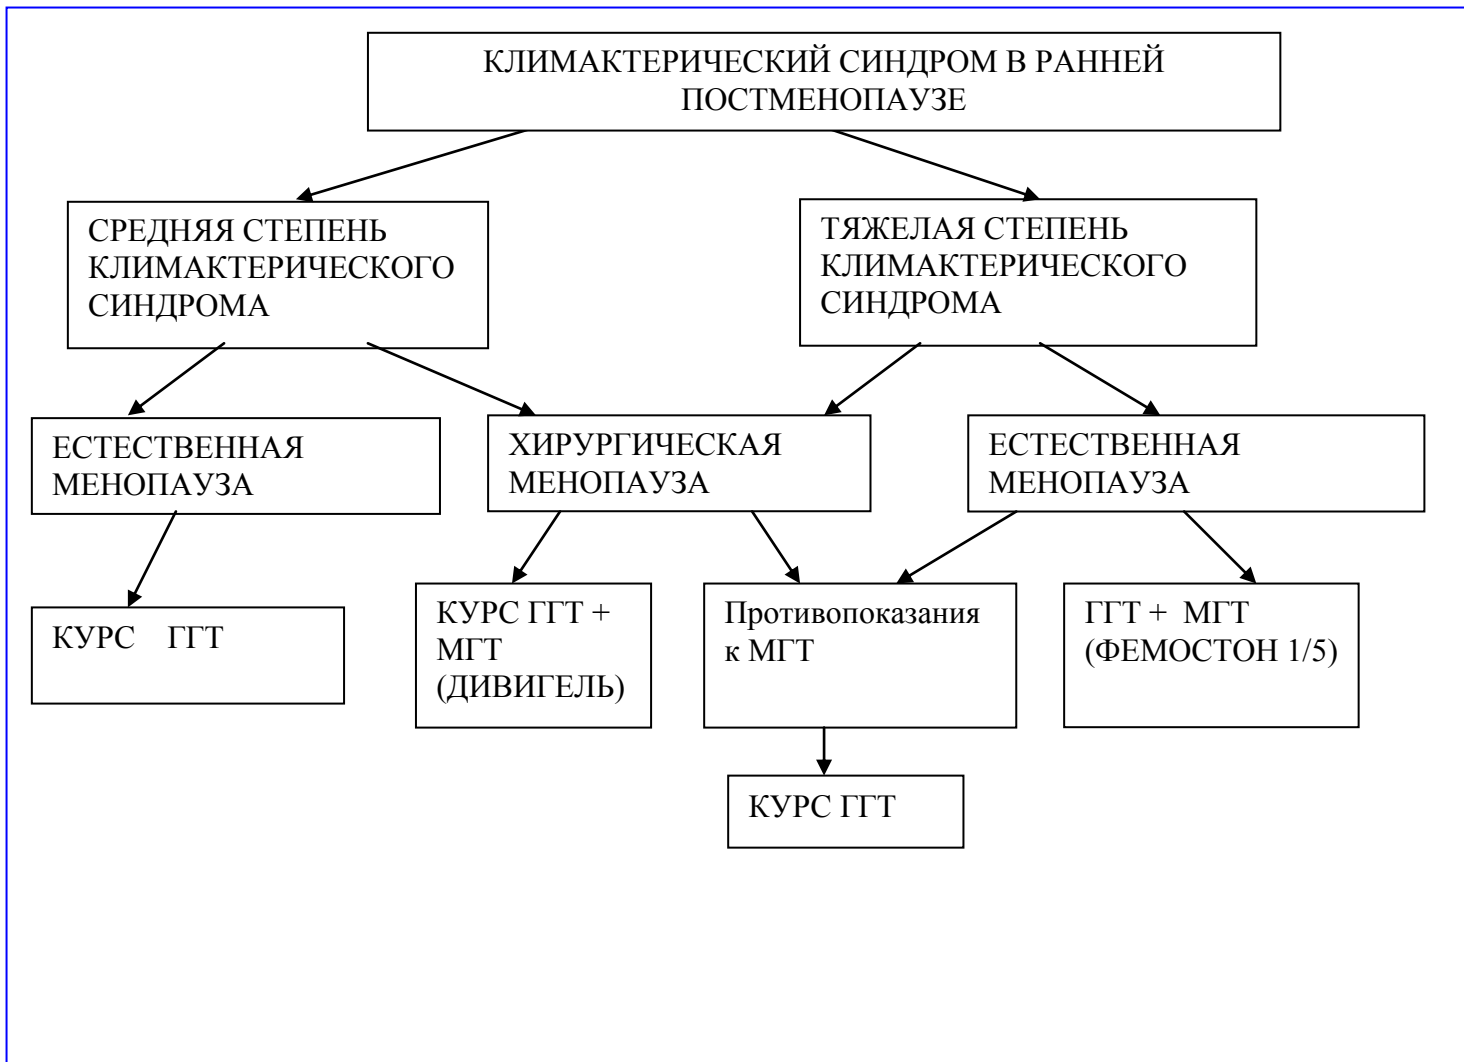 КЛИМАКТЕРИЧЕСКИЙ СИНДРОМ В РАННЕЙ
ПОСТМЕНОПАУЗЕ
СРЕДНЯЯ СТЕПЕНЬ
КЛИМАКТЕРИЧЕСКОГО
СИНДРОМА
ТЯЖЕЛАЯ СТЕПЕНЬ
КЛИМАКТЕРИЧЕСКОГО
СИНДРОМА
ЕСТЕСТВЕННАЯ
МЕНОПАУЗА
ХИРУРГИЧЕСКАЯ
МЕНОПАУЗА
ЕСТЕСТВЕННАЯ
МЕНОПАУЗА
КУРС ГГТ
КУРС ГГТ +
МГТ
(ДИВИГЕЛЬ)
Противопоказания
к МГТ
ГГТ + МГТ
(ФЕМОСТОН 1/5)
КУРС ГГТ